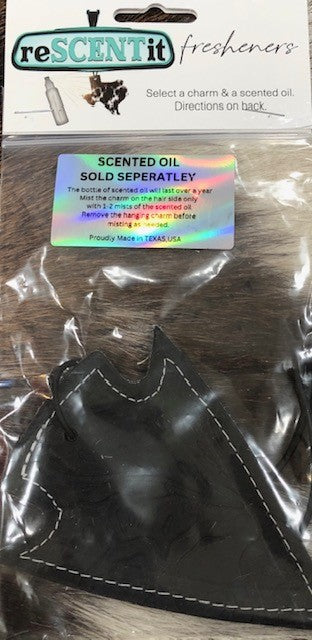 reSCENTit fresheners
Select a charm & a scented oil.
Directions on back.
SCENTED OIL
SOLD SEPERATLEY
The bottle of scented oil will last over a year
Mist the charm on the hair side only
with 1-2 mists of the scented oil.
Remove the hanging charm before
misting as needed.
Proudly Made in TEXAS,USA